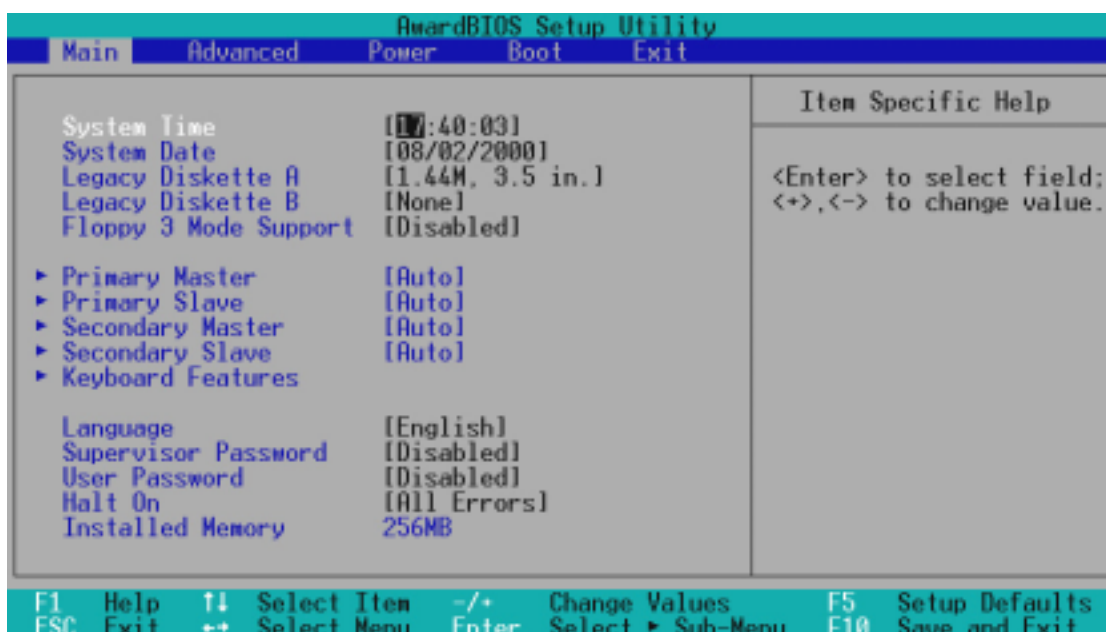 AwardBIOS Setup Utility
Main Advanced Power Boot Exit
Item Specific Help
System Time [17:40:03]
System Date [08/02/2000]
Legacy Diskette A [1.44M, 3.5 in.]
Legacy Diskette B [None]
Floppy 3 Mode Support [Disabled]
► Primary Master [Auto]
► Primary Slave [Auto]
► Secondary Master [Auto]
► Secondary Slave [Auto]
► Keyboard Features
Language [English]
Supervisor Password [Disabled]
User Password [Disabled]
Halt On [All Errors]
Installed Memory 256MB
<Enter> to select field;
<+>,<-> to change value.
F1 Help ↑↓ Select Item -/+ Change Values F5 Setup Defaults
ESC Exit ←→ Select Menu Enter Select ► Sub-Menu F10 Save and Exit